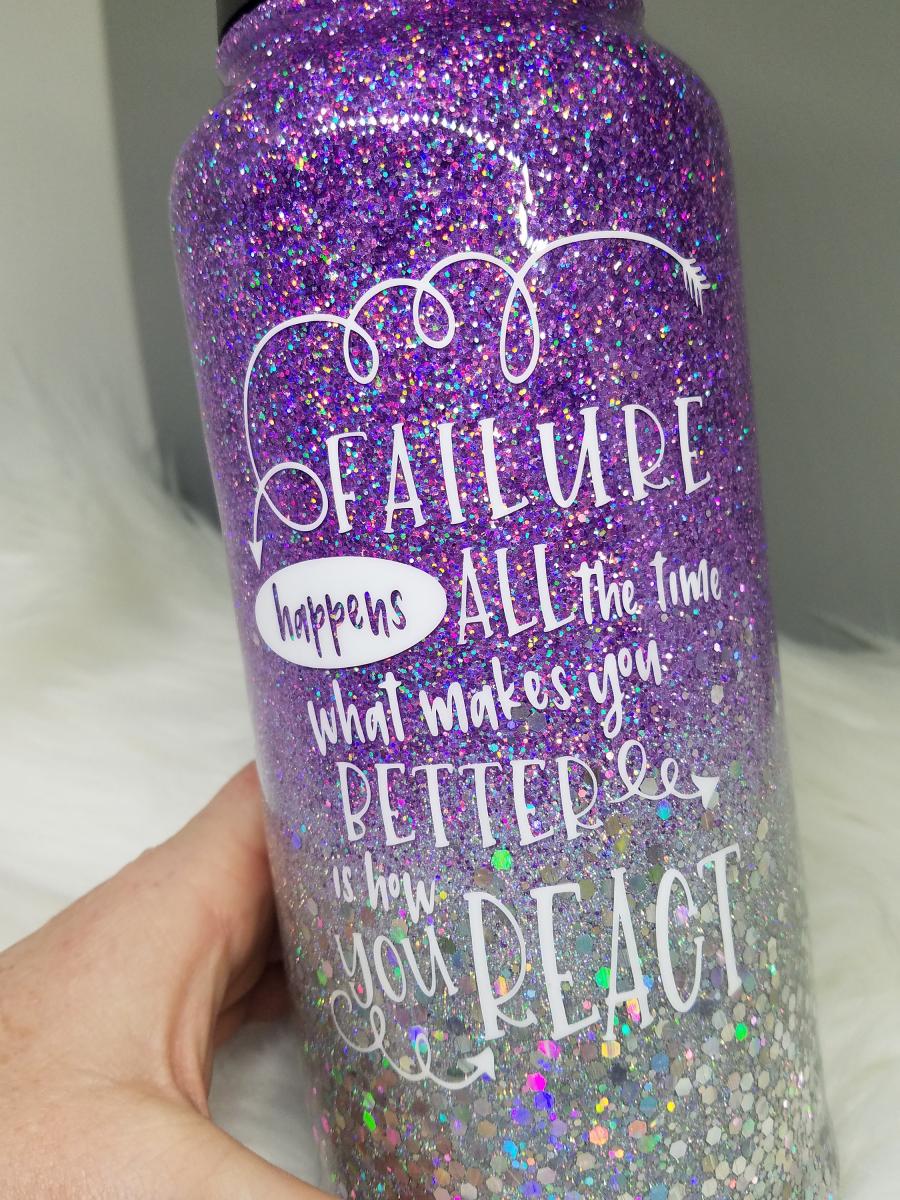 FAILURE
happens ALL the time
what makes you
BETTER
is how
YOU REACT